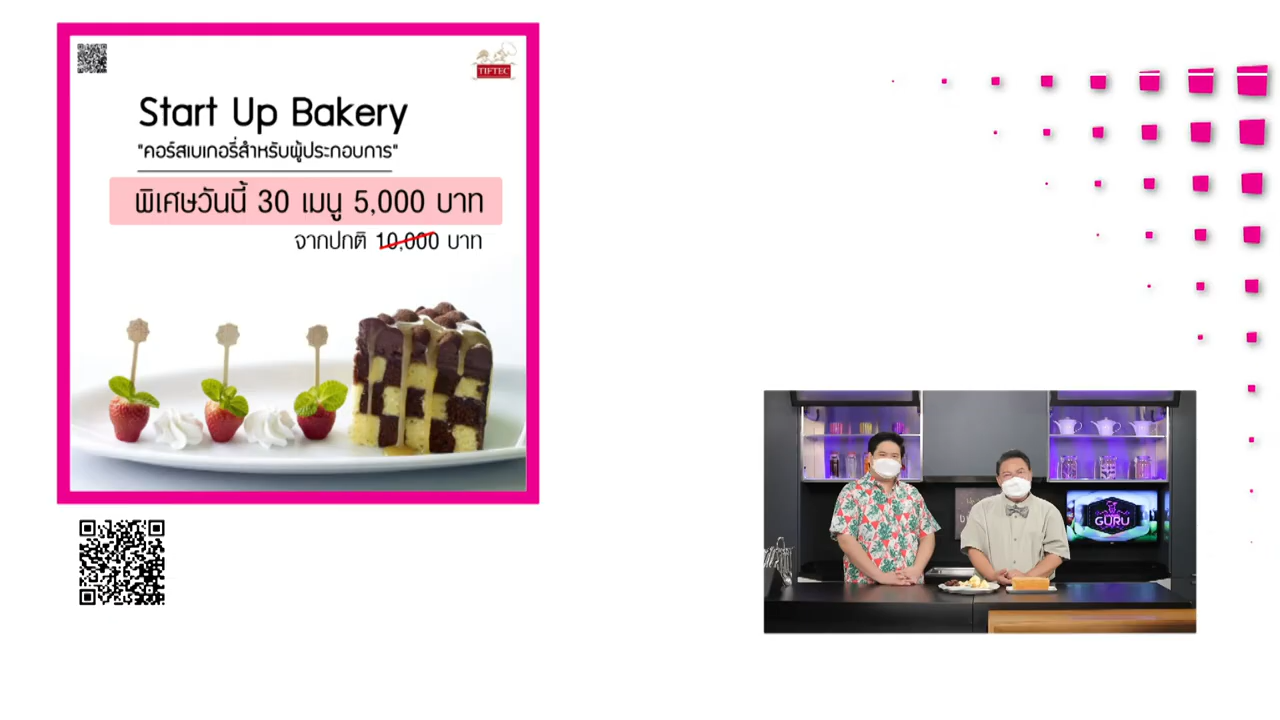 TIFTEC
Start Up Bakery
"คอร์สเบเกอรี่สำหรับผู้ประกอบการ"
พิเศษวันนี้ 30 เมนู 5,000 บาท
จากปกติ 10,000 บาท
GURU